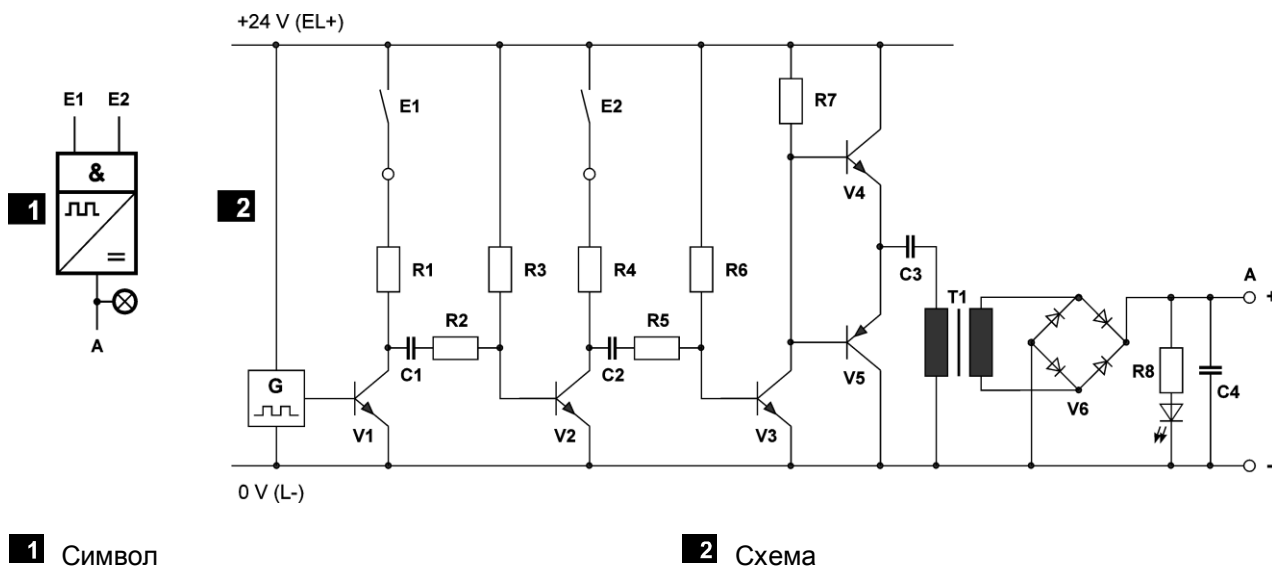 +24 V (EL+)
E1 E2
&
=
A
1
2
E1
E2
R7
V4
R1
R3
R4
R6
C3
R2
R5
T1
A
+
C1
C2
G
V1
V2
V3
V5
V6
R8
C4
-
0 V (L-)
1 Символ
2 Схема